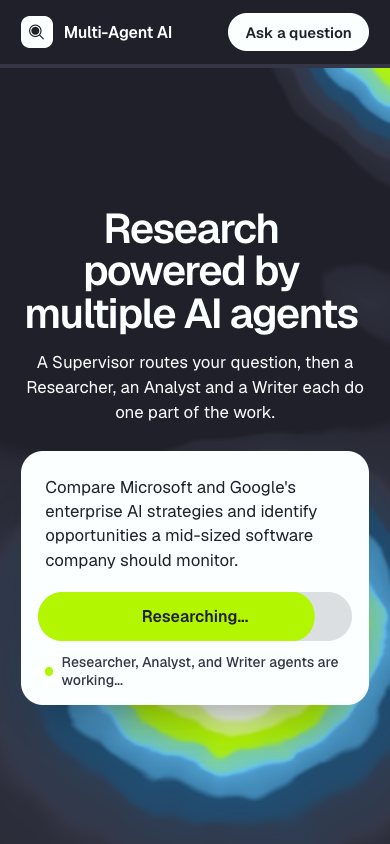 Multi-Agent AI
Ask a question
Research
powered by
multiple AI agents
A Supervisor routes your question, then a
Researcher, an Analyst and a Writer each do
one part of the work.
Compare Microsoft and Google's
enterprise AI strategies and identify
opportunities a mid-sized software
company should monitor.
Researching...
Researcher, Analyst, and Writer agents are
working...